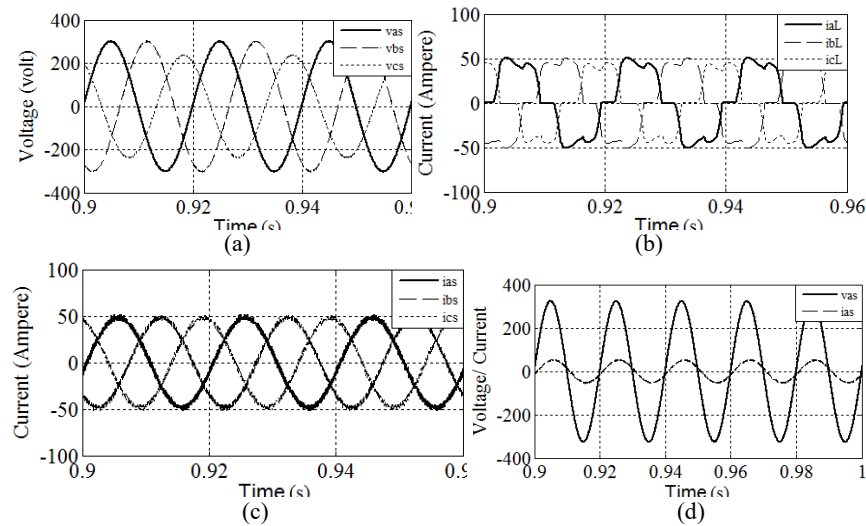 400
200
0
-200
-400
Voltage (volt)
vas
vbs
vcs
0.9
0.92
0.94
Time (s)
(a)
100
50
0
-50
-100
Current (Ampere)
iaL
ibL
icL
0.9
0.92
0.94
0.96
Time (s)
(b)
100
50
0
-50
-100
Current (Ampere)
ias
ibs
ics
0.9
0.92
0.94
Time (s)
(c)
400
200
0
-200
-400
Voltage/ Current
vas
ias
0.9
0.92
0.94
0.96
0.98
1
Time (s)
(d)